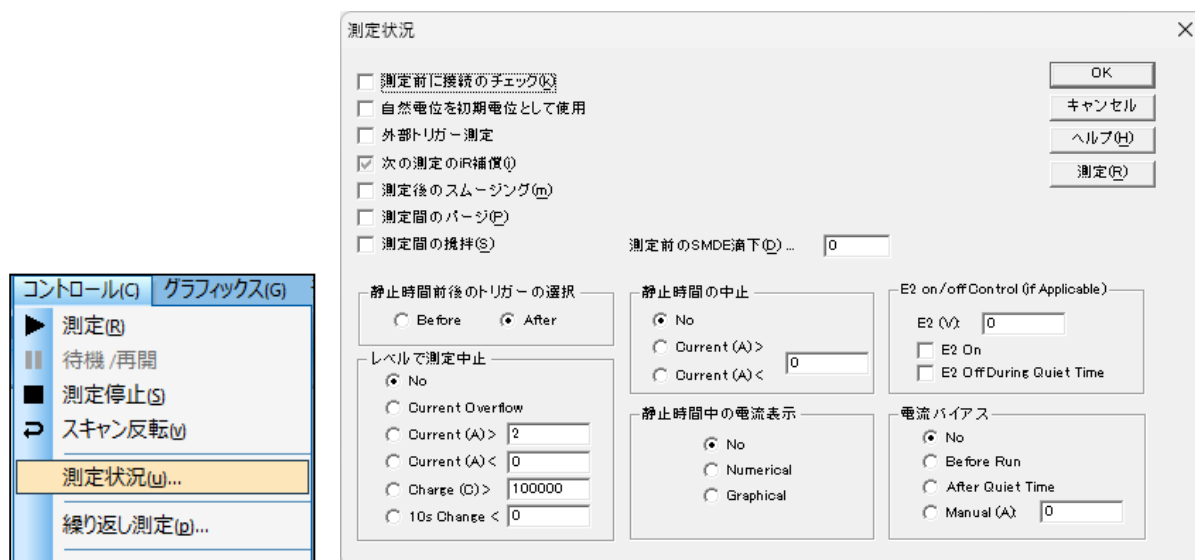 コントロール(C) グラフィックス(G)
測定(R)
待機 /再開
測定停止(S)
スキャン反転(v)
測定状況(u)...
繰り返し測定(p)...
測定状況
測定前に接続のチェック(k)
自然電位を初期電位として使用
外部トリガー測定
次の測定のiR補償(i)
測定後のスムージング(m)
測定間のパージ(P)
測定間の攪拌(S)
測定前のSMDE滴下(D) ... 0
OK
キャンセル
ヘルプ(H)
測定(R)
静止時間前後のトリガーの選択
Before After
レベルで測定中止
No
Current Overflow
Current (A) > 2
Current (A) < 0
Charge (C) > 100000
10s Change < 0
静止時間の中止
No
Current (A) >
Current (A) <
0
静止時間中の電流表示
No
Numerical
Graphical
E2 on/off Control (if Applicable)
E2 (V): 0
E2 On
E2 Off During Quiet Time
電流バイアス
No
Before Run
After Quiet Time
Manual (A): 0